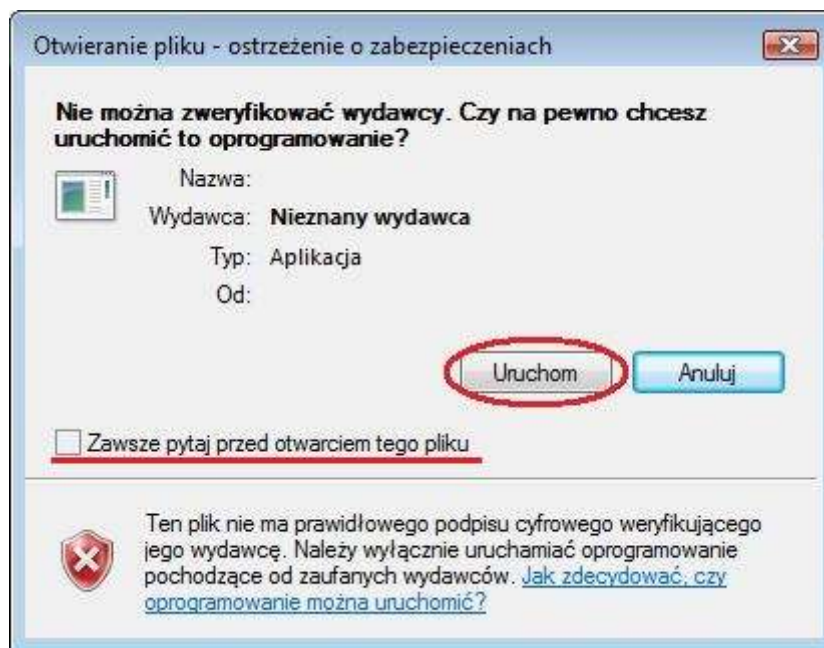 Otwieranie pliku - ostrzeżenie o zabezpieczeniach
Nie można zweryfikować wydawcy. Czy na pewno chcesz
uruchomić to oprogramowanie?
Nazwa:
Wydawca: Nieznany wydawca
Typ: Aplikacja
Od:
Uruchom Anuluj
Zawsze pytaj przed otwarciem tego pliku
Ten plik nie ma prawidłowego podpisu cyfrowego weryfikującego
jego wydawcę. Należy wyłącznie uruchamiać oprogramowanie
pochodzące od zaufanych wydawców. Jak zdecydować, czy
oprogramowanie można uruchomić?